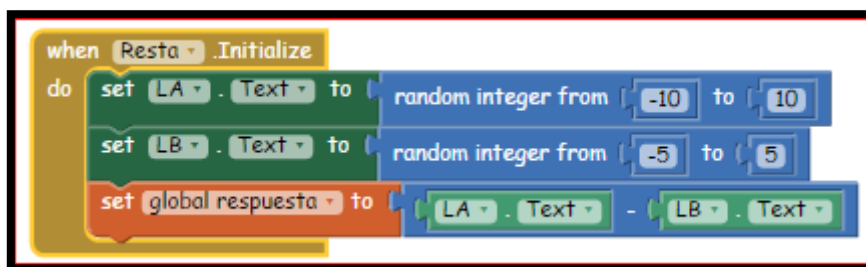 when Resta .Initialize
do set LA . Text to random integer from -10 to 10
set LB . Text to random integer from -5 to 5
set global respuesta to LA . Text - LB . Text